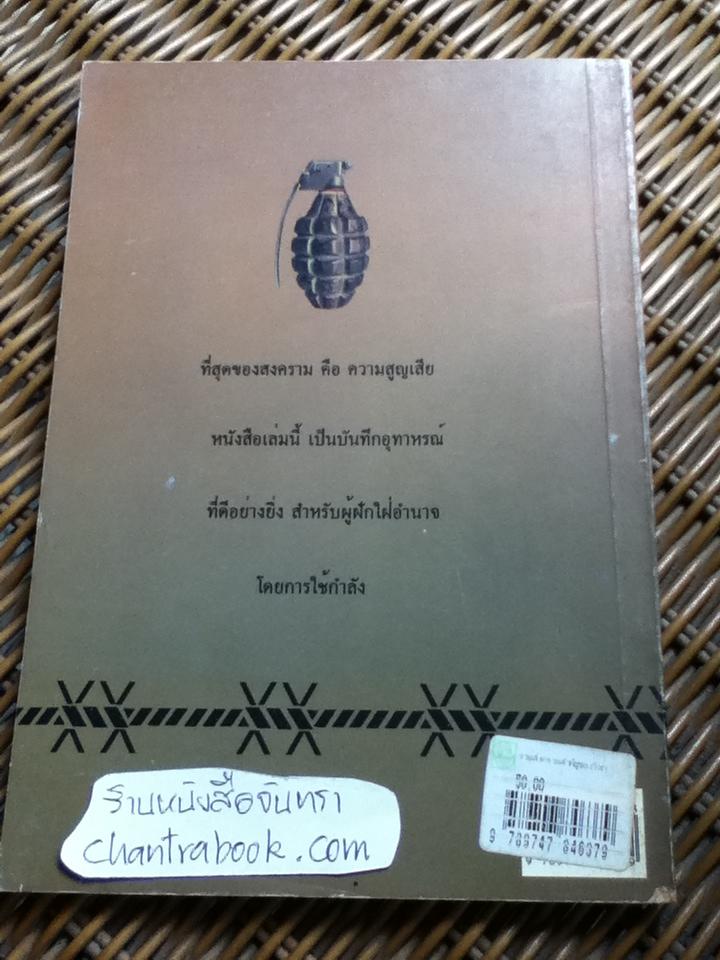 ที่สุดของสงคราม คือ ความสูญเสีย
หนังสือเล่มนี้ เป็นบันทึกอุทาหรณ์
ที่ดีอย่างยิ่ง สำหรับผู้ฝักใฝ่อำนาจ
โดยการใช้กำลัง
ร้านหนังสือจันทรา
chantrabook.com
9 789747 046379